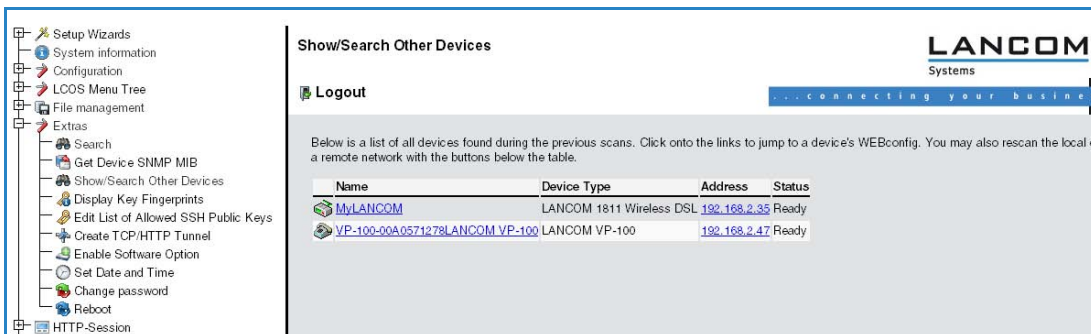 Setup Wizards
System information
Configuration
LCOS Menu Tree
File management
Extras
Search
Get Device SNMP MIB
Show/Search Other Devices
Display Key Fingerprints
Edit List of Allowed SSH Public Keys
Create TCP/HTTP Tunnel
Enable Software Option
Set Date and Time
Change password
Reboot
HTTP-Session
Show/Search Other Devices
LANCOM
Systems
Logout
...connecting your busine
Below is a list of all devices found during the previous scans. Click onto the links to jump to a device's WEBconfig. You may also rescan the local
a remote network with the buttons below the table.
Name Device Type Address Status
MyLANCOM LANCOM 1811 Wireless DSL 192.168.2.35 Ready
VP-100-00A0571278LANCOM VP-100 LANCOM VP-100 192.168.2.47 Ready